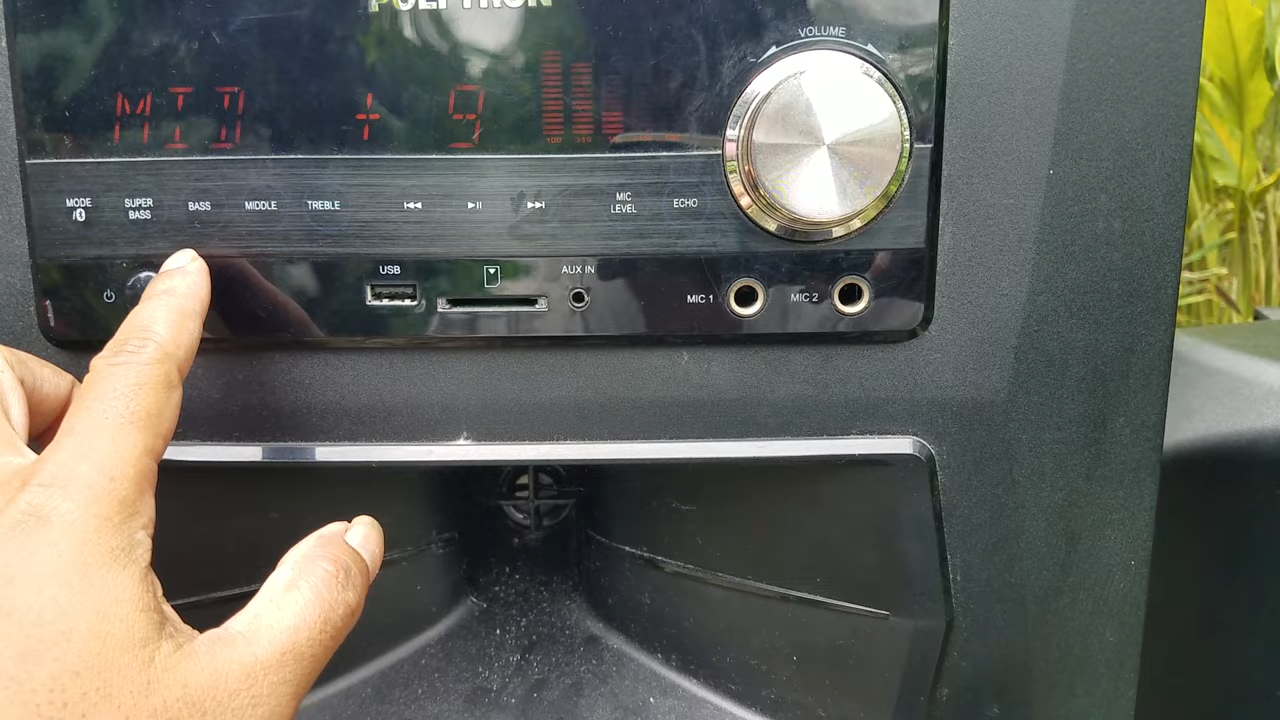 POLYTRON
VOLUME
MID + 9
100 315
MODE SUPER BASS MIDDLE TREBLE MIC ECHO
/ BASS LEVEL
USB AUX IN
MIC 1 MIC 2